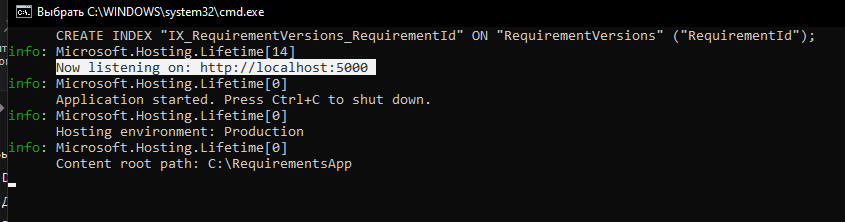 Выбрать C:\WINDOWS\system32\cmd.exe
CREATE INDEX "IX_RequirementVersions_RequirementId" ON "RequirementVersions" ("RequirementId");
info: Microsoft.Hosting.Lifetime[14]
Now listening on: http://localhost:5000
info: Microsoft.Hosting.Lifetime[0]
Application started. Press Ctrl+C to shut down.
info: Microsoft.Hosting.Lifetime[0]
Hosting environment: Production
info: Microsoft.Hosting.Lifetime[0]
Content root path: C:\RequirementsApp